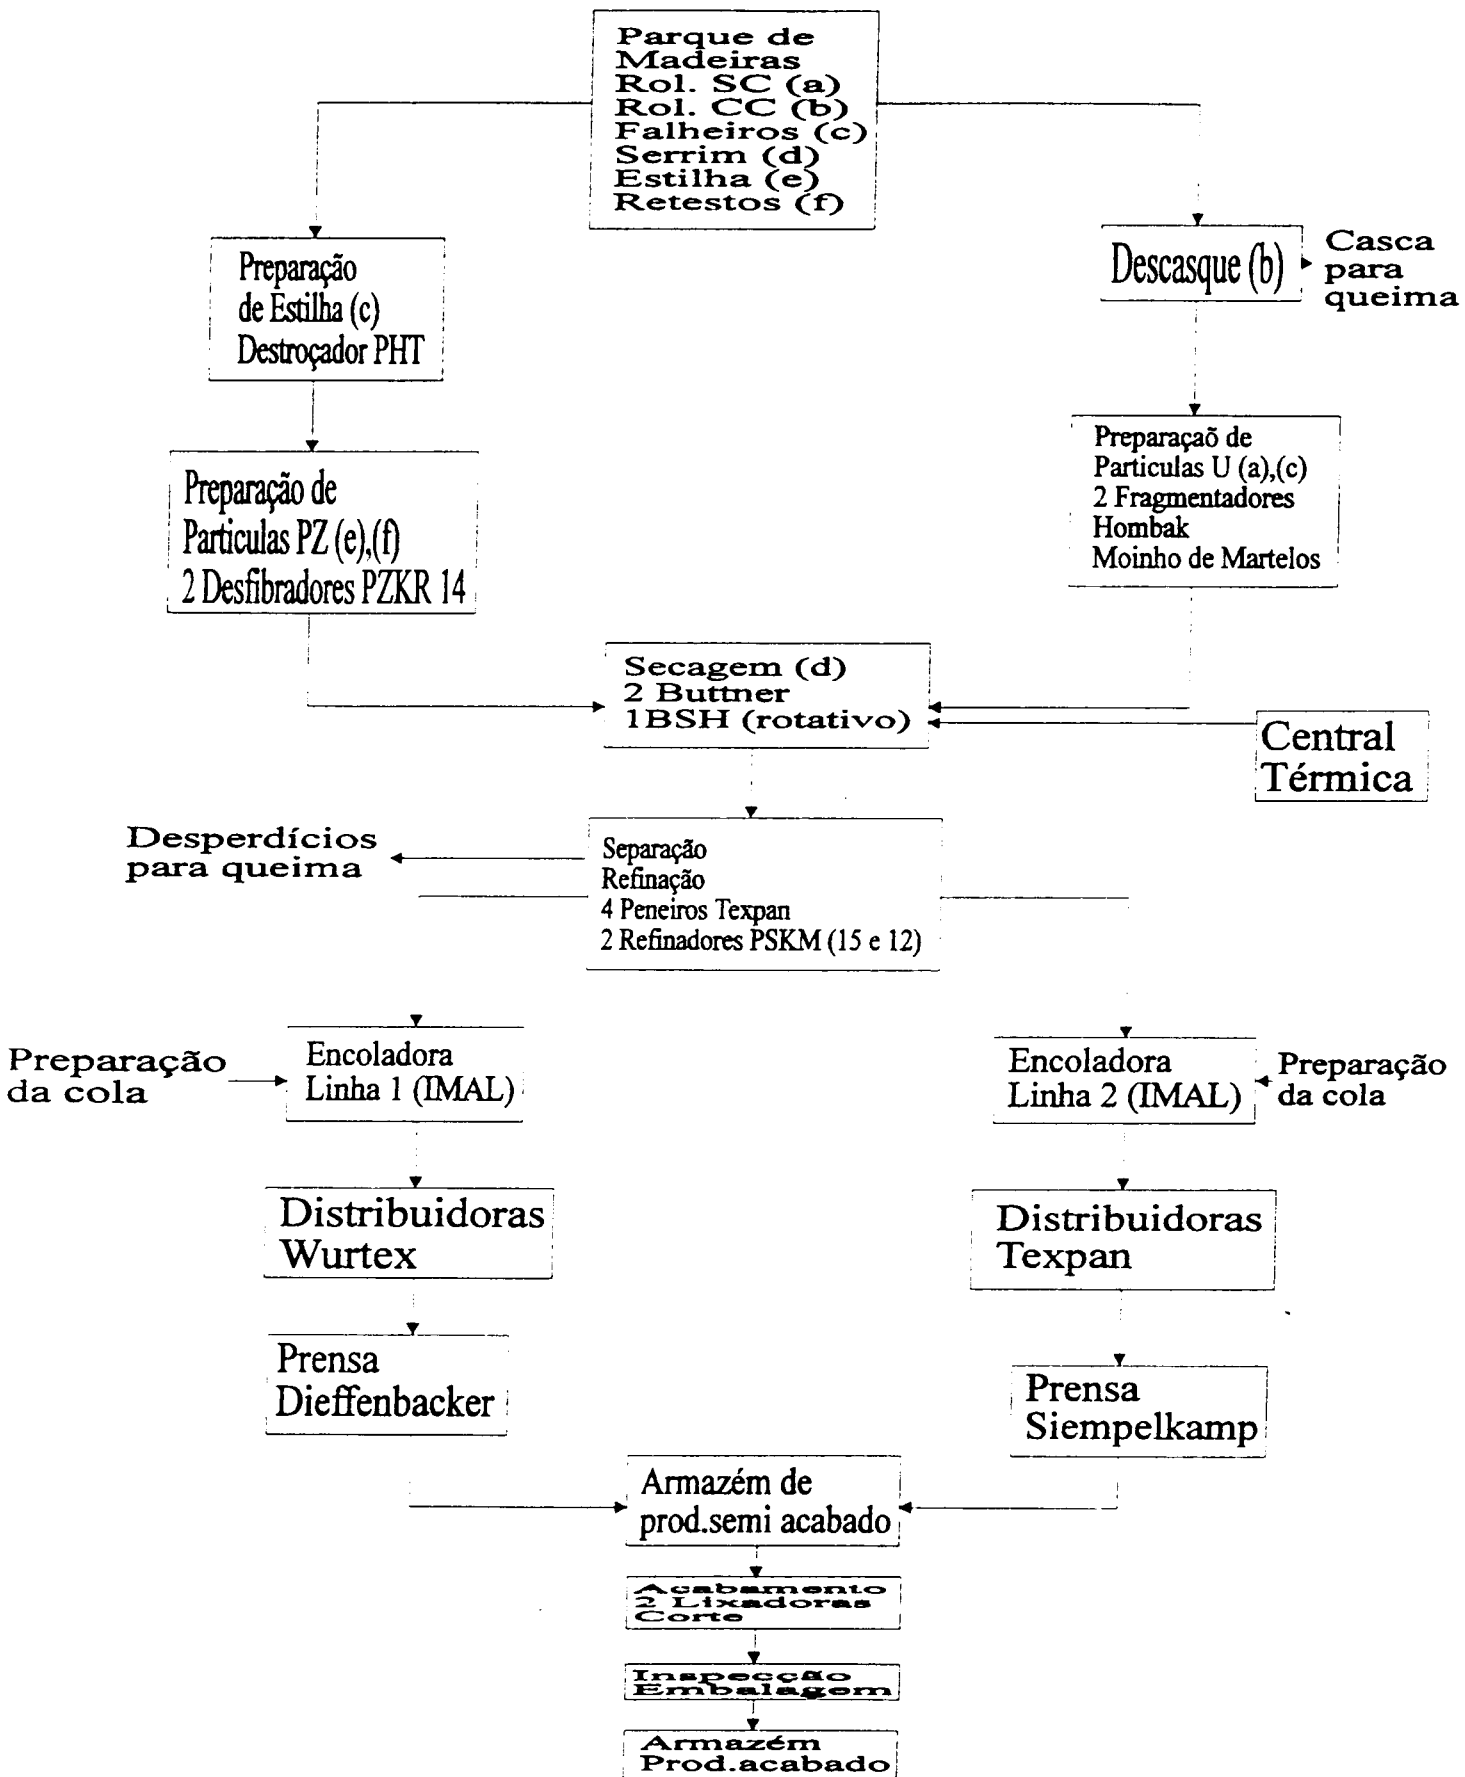 Parque de
Madeiras
Rol. SC (a)
Rol. CC (b)
Falheiros (c)
Serrim (d)
Estilha (e)
Retestos (f)
Preparação
de Estilha (c)
Destroçador PHT
Descasque (b)
Casca
para
queima
Preparação de
Particulas PZ (e),(f)
2 Desfibradores PZKR 14
Preparaçaõ de
Particulas U (a),(c)
2 Fragmentadores
Hombak
Moinho de Martelos
Secagem (d)
2 Buttner
1BSH (rotativo)
Central
Térmica
Desperdícios
para queima
Separação
Refinação
4 Peneiros Texpan
2 Refinadores PSKM (15 e 12)
Preparação
da cola
Encoladora
Linha 1 (IMAL)
Encoladora
Linha 2 (IMAL)
Preparação
da cola
Distribuidoras
Wurtex
Distribuidoras
Texpan
Prensa
Dieffenbacker
Prensa
Siempelkamp
Armazém de
prod.semi acabado
Acabamento
2 Lixadoras
Corte
Inspecção
Embalagem
Armazém
Prod.acabado